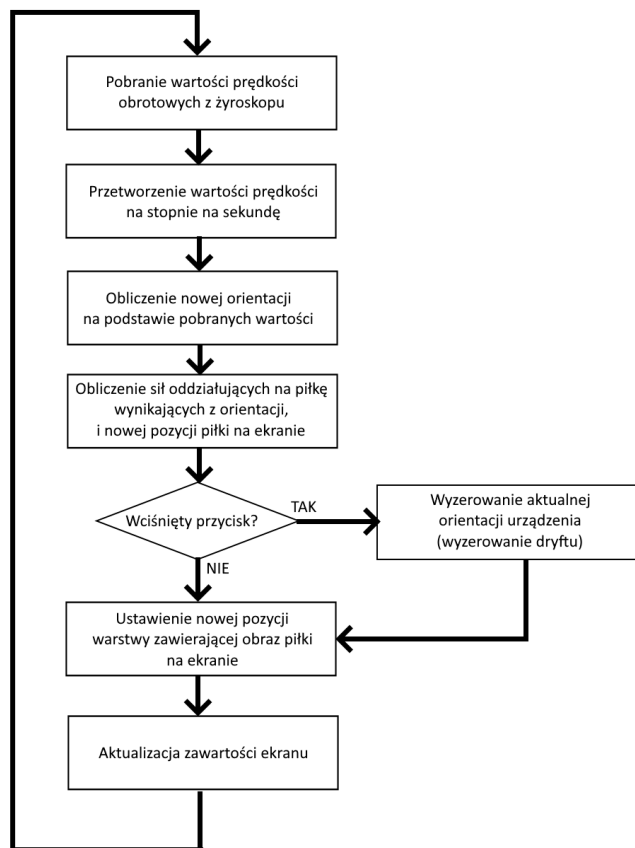 Pobranie wartości prędkości
obrotowych z żyroskopu
Przetworzenie wartości prędkości
na stopnie na sekundę
Obliczenie nowej orientacji
na podstawie pobranych wartości
Obliczenie sił oddziałujących na piłkę
wynikających z orientacji,
i nowej pozycji piłki na ekranie
Wciśnięty przycisk?
TAK
Wyzerowanie aktualnej
orientacji urządzenia
(wyzerowanie dryftu)
NIE
Ustawienie nowej pozycji
warstwy zawierającej obraz piłki
na ekranie
Aktualizacja zawartości ekranu